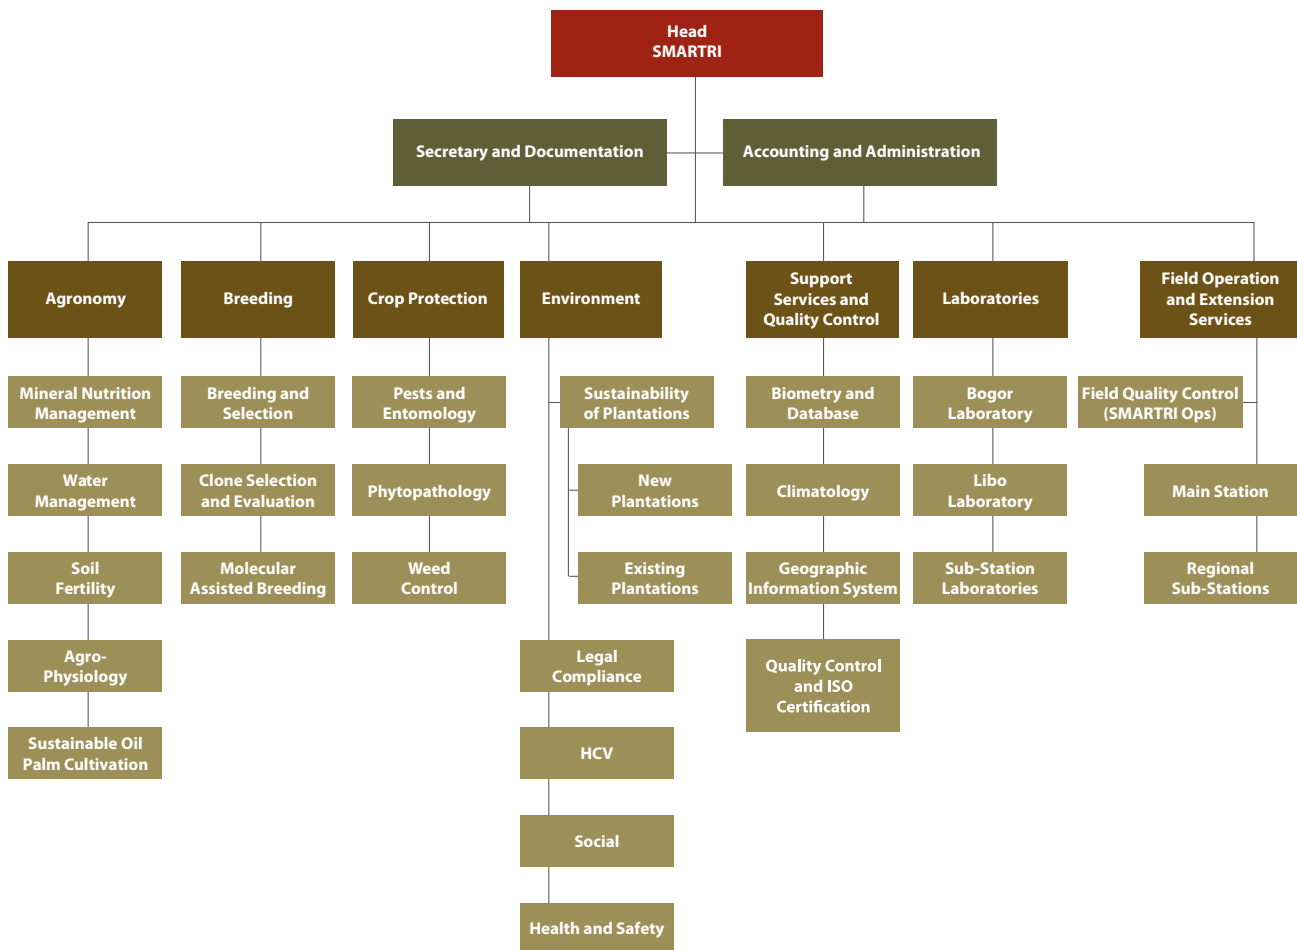 Head
SMARTRI
Secretary and Documentation
Accounting and Administration
Agronomy
Breeding
Crop Protection
Environment
Support
Services and
Quality Control
Laboratories
Field Operation
and Extension
Services
Mineral Nutrition
Management
Breeding and
Selection
Pests and
Entomology
Sustainability
of Plantations
Biometry and
Database
Bogor
Laboratory
Field Quality Control
(SMARTRI Ops)
Water
Management
Clone Selection
and Evaluation
Phytopathology
New
Plantations
Climatology
Libo
Laboratory
Main Station
Soil
Fertility
Molecular
Assisted Breeding
Weed
Control
Existing
Plantations
Geographic
Information System
Sub-Station
Laboratories
Regional
Sub-Stations
Agro-
Physiology
Legal
Compliance
Quality Control
and ISO
Certification
Sustainable Oil
Palm Cultivation
HCV
Social
Health and Safety